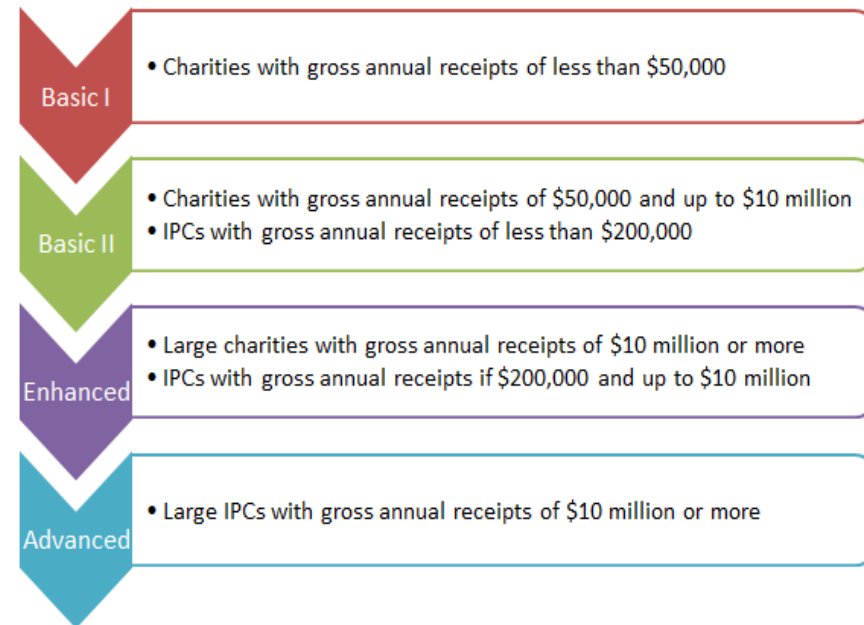 Basic I
• Charities with gross annual receipts of less than $50,000
Basic II
• Charities with gross annual receipts of $50,000 and up to $10 million
• IPCs with gross annual receipts of less than $200,000
Enhanced
• Large charities with gross annual receipts of $10 million or more
• IPCs with gross annual receipts if $200,000 and up to $10 million
Advanced
• Large IPCs with gross annual receipts of $10 million or more